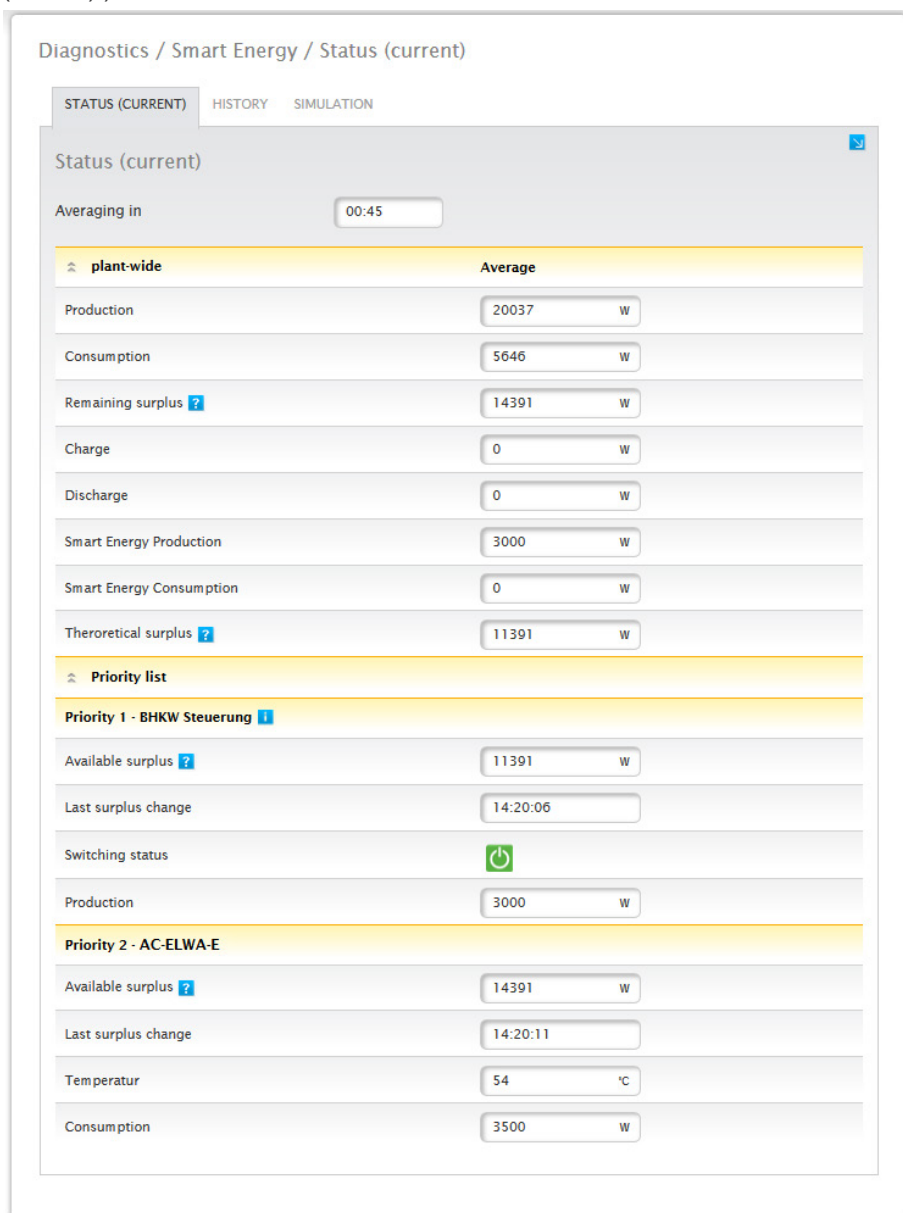 Diagnostics / Smart Energy / Status (current)
STATUS (CURRENT) HISTORY SIMULATION
Status (current)
Averaging in 00:45
plant-wide Average
Production 20037 W
Consumption 5646 W
Remaining surplus ? 14391 W
Charge 0 W
Discharge 0 W
Smart Energy Production 3000 W
Smart Energy Consumption 0 W
Theroretical surplus ? 11391 W
Priority list
Priority 1 - BHKW Steuerung i
Available surplus ? 11391 W
Last surplus change 14:20:06
Switching status
Production 3000 W
Priority 2 - AC-ELWA-E
Available surplus ? 14391 W
Last surplus change 14:20:11
Temperatur 54 °C
Consumption 3500 W